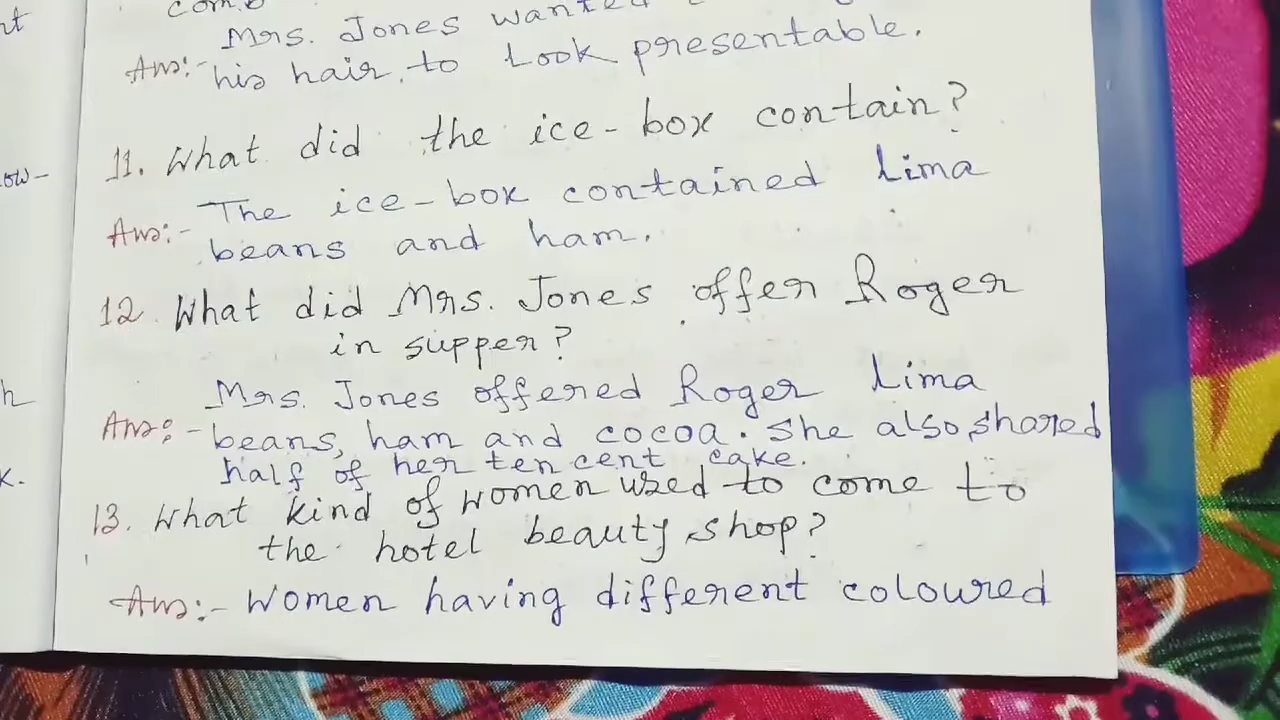 come
Mrs. Jones wanted
Ans:- his hair. to Look presentable.
11. What did the ice-box contain?
The ice-box contained Lima
Ans:- beans and ham.
12. What did Mrs. Jones offer Roger
in supper?
Mrs. Jones offered Roger Lima
Ans:- beans, ham and cocoa. She also shared
half of her ten cent cake.
13. What kind of women used to come to
the hotel beauty shop?
Ans:- Women having different coloured